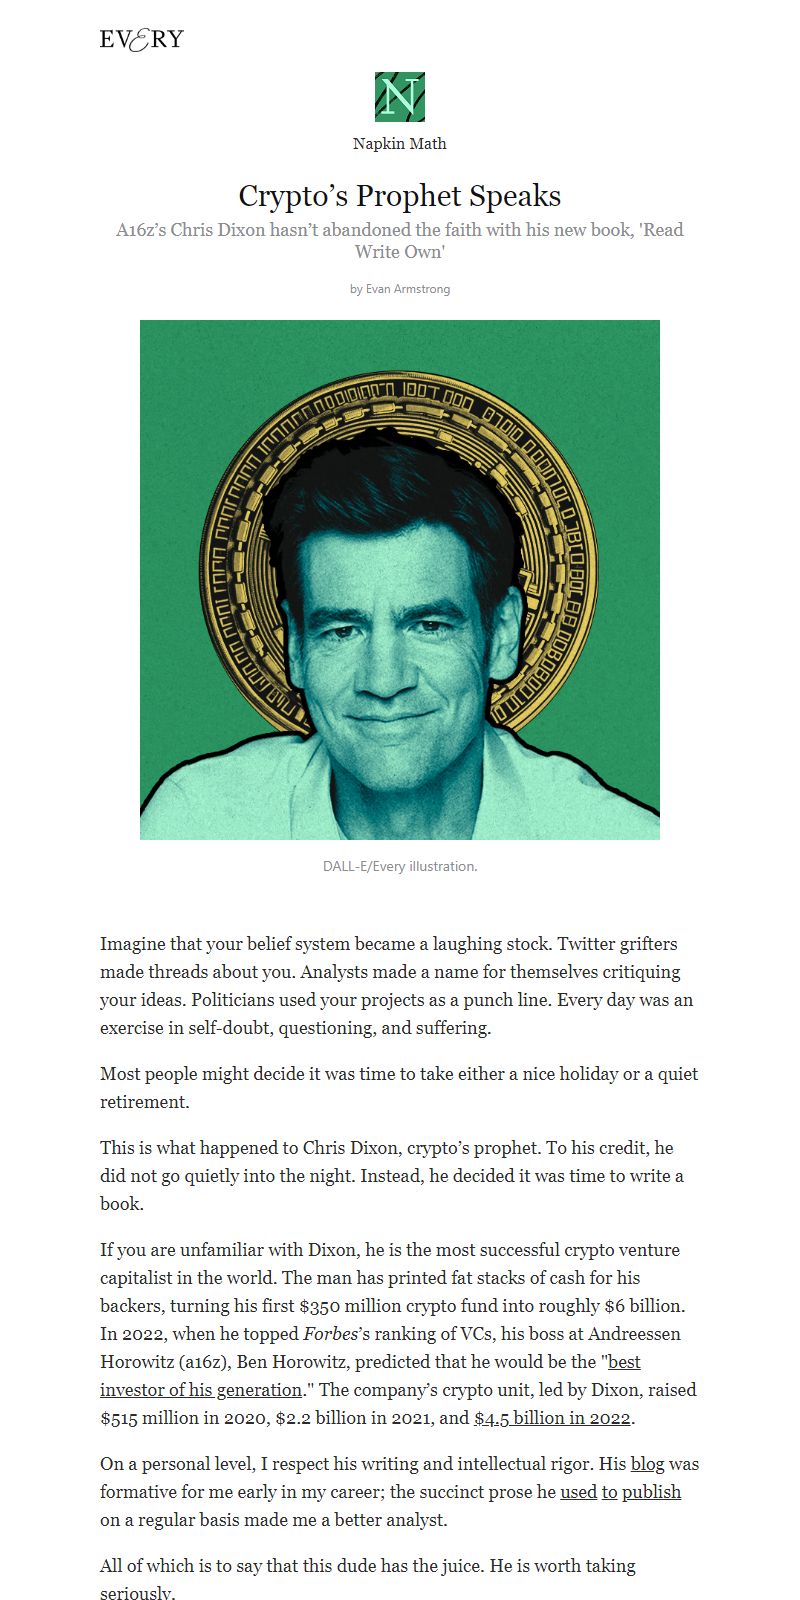 EVERY
N
Napkin Math
Crypto’s Prophet Speaks
A16z’s Chris Dixon hasn’t abandoned the faith with his new book, 'Read
Write Own'
by Evan Armstrong
DALL-E/Every illustration.
Imagine that your belief system became a laughing stock. Twitter grifters
made threads about you. Analysts made a name for themselves critiquing
your ideas. Politicians used your projects as a punch line. Every day was an
exercise in self-doubt, questioning, and suffering.
Most people might decide it was time to take either a nice holiday or a quiet
retirement.
This is what happened to Chris Dixon, crypto’s prophet. To his credit, he
did not go quietly into the night. Instead, he decided it was time to write a
book.
If you are unfamiliar with Dixon, he is the most successful crypto venture
capitalist in the world. The man has printed fat stacks of cash for his
backers, turning his first $350 million crypto fund into roughly $6 billion.
In 2022, when he topped Forbes’s ranking of VCs, his boss at Andreessen
Horowitz (a16z), Ben Horowitz, predicted that he would be the "best
investor of his generation." The company’s crypto unit, led by Dixon, raised
$515 million in 2020, $2.2 billion in 2021, and $4.5 billion in 2022.
On a personal level, I respect his writing and intellectual rigor. His blog was
formative for me early in my career; the succinct prose he used to publish
on a regular basis made me a better analyst.
All of which is to say that this dude has the juice. He is worth taking
seriously.